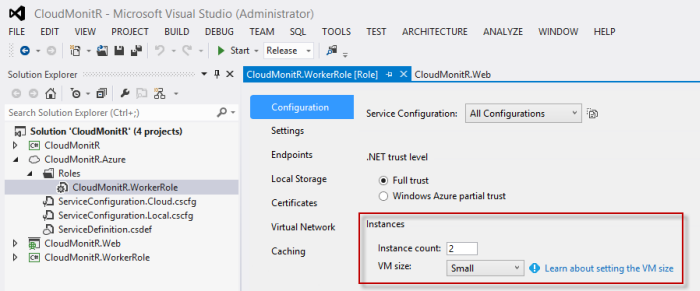 CloudMonitR - Microsoft Visual Studio (Administrator)
FILE EDIT VIEW PROJECT BUILD DEBUG TEAM SQL TOOLS TEST ARCHITECTURE ANALYZE WINDOW HELP
Start Release
Solution Explorer
Search Solution Explorer (Ctrl+;)
Solution 'CloudMonitR' (4 projects)
C# CloudMonitR
CloudMonitR.Azure
Roles
CloudMonitR.WorkerRole
ServiceConfiguration.Cloud.cscfg
ServiceConfiguration.Local.cscfg
ServiceDefinition.csdef
CloudMonitR.Web
C# CloudMonitR.WorkerRole
CloudMonitR.WorkerRole [Role] CloudMonitR.Web
Configuration
Settings
Endpoints
Local Storage
Certificates
Virtual Network
Caching
Service Configuration: All Configurations
.NET trust level
Full trust
Windows Azure partial trust
Instances
Instance count: 2
VM size: Small Learn about setting the VM size